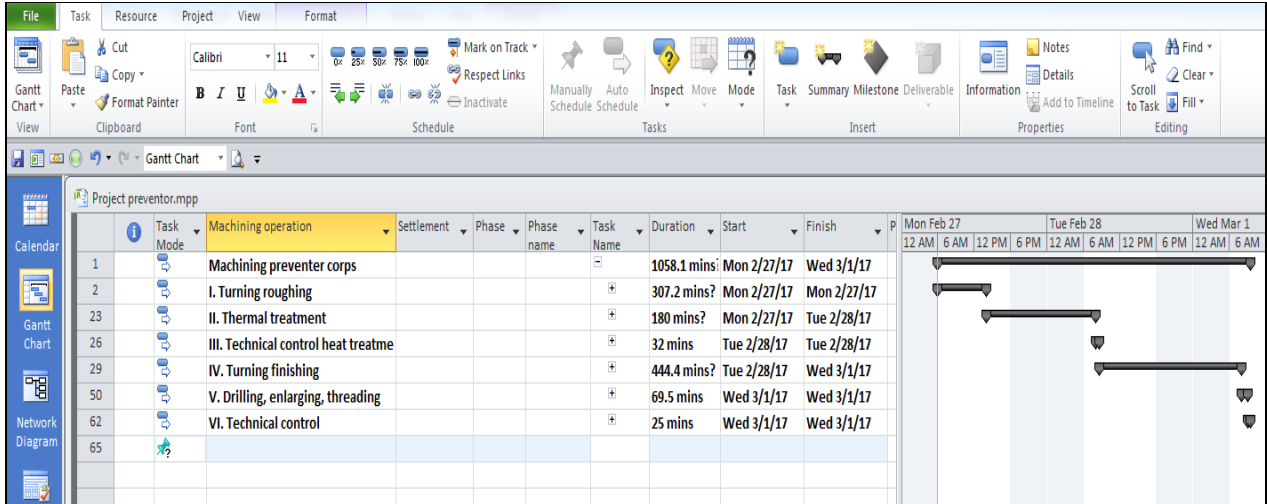 File Task Resource Project View Format
Cut
Copy
Format Painter
Paste
Gantt
Chart
Calibri 11
B I U A
0% 25% 50% 75% 100%
Mark on Track
Respect Links
Inactivate
Manually
Schedule
Auto
Schedule
Inspect Move Mode
Task Summary Milestone Deliverable
Information
Notes
Details
Add to Timeline
Scroll
to Task
Find
Clear
Fill
View Clipboard Font Schedule Tasks Insert Properties Editing
Gantt Chart
Project preventor.mpp
Calendar
Gantt
Chart
Network
Diagram
Task
Mode Machining operation Settlement Phase Phase
name Task
Name Duration Start Finish P
Mon Feb 27 Tue Feb 28 Wed Mar 1
12 AM 6 AM 12 PM 6 PM 12 AM 6 AM 12 PM 6 PM 12 AM 6 AM
1 Machining preventer corps 1058.1 mins? Mon 2/27/17 Wed 3/1/17
2 I. Turning roughing 307.2 mins? Mon 2/27/17 Mon 2/27/17
23 II. Thermal treatment 180 mins? Mon 2/27/17 Tue 2/28/17
26 III. Technical control heat treatme 32 mins Tue 2/28/17 Tue 2/28/17
29 IV. Turning finishing 444.4 mins? Tue 2/28/17 Wed 3/1/17
50 V. Drilling, enlarging, threading 69.5 mins Wed 3/1/17 Wed 3/1/17
62 VI. Technical control 25 mins Wed 3/1/17 Wed 3/1/17
65